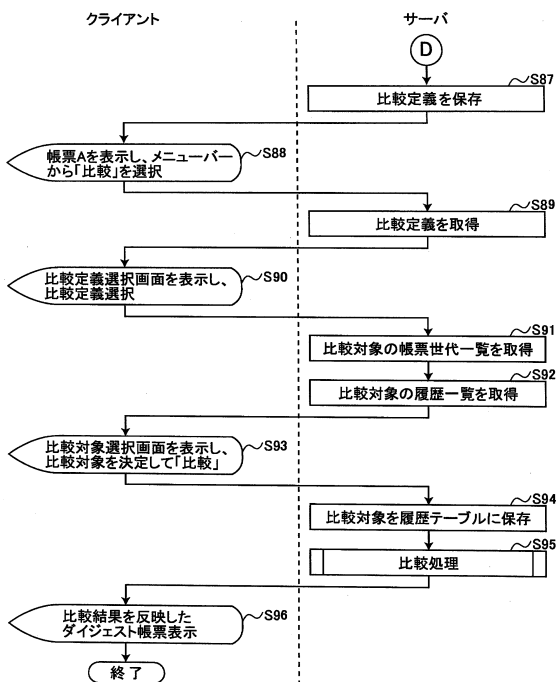 クライアント
サーバ
D
S87
比較定義を保存
帳票Aを表示し、メニューバー
から「比較」を選択
S88
S89
比較定義を取得
比較定義選択画面を表示し、
比較定義選択
S90
S91
比較対象の帳票世代一覧を取得
S92
比較対象の履歴一覧を取得
比較対象選択画面を表示し、
比較対象を決定して「比較」
S93
S94
比較対象を履歴テーブルに保存
S95
比較処理
比較結果を反映した
ダイジェスト帳票表示
S96
終了